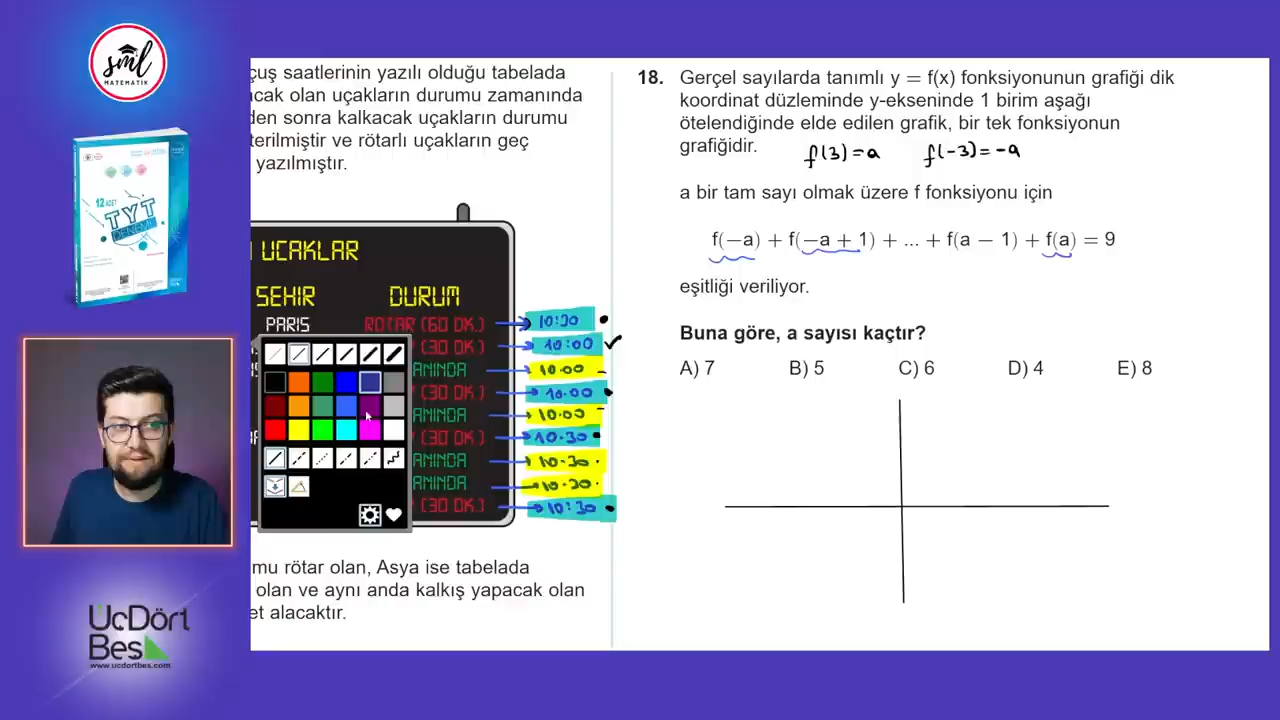 sml
MATEMATİK
12 ADET
TYT
DENEME
ÜçDört
Beş
www.ucdortbes.com
çuş saatlerinin yazılı olduğu tabelada
acak olan uçakların durumu zamanında
den sonra kalkacak uçakların durumu
terilmiştir ve rötarlı uçakların geç
yazılmıştır.
UÇAKLAR
ŞEHİR DURUM
PARIS RÖTAR (60 DK.) 10:30
(30 DK.) 10:00
ANINDA 10.00
(30 DK.) 10.00
ANINDA 10.00
(30 DK.) 10.30
ANINDA 10.30
ANINDA 10.30
(30 DK.) 10:30
mu rötar olan, Asya ise tabelada
olan ve aynı anda kalkış yapacak olan
et alacaktır.
18. Gerçel sayılarda tanımlı y = f(x) fonksiyonunun grafiği dik
koordinat düzleminde y-ekseninde 1 birim aşağı
ötelendiğinde elde edilen grafik, bir tek fonksiyonun
grafiğidir. f(3)=a f(-3)=-a
a bir tam sayı olmak üzere f fonksiyonu için
f(−a) + f(−a + 1) + ... + f(a − 1) + f(a) = 9
eşitliği veriliyor.
Buna göre, a sayısı kaçtır?
A) 7 B) 5 C) 6 D) 4 E) 8